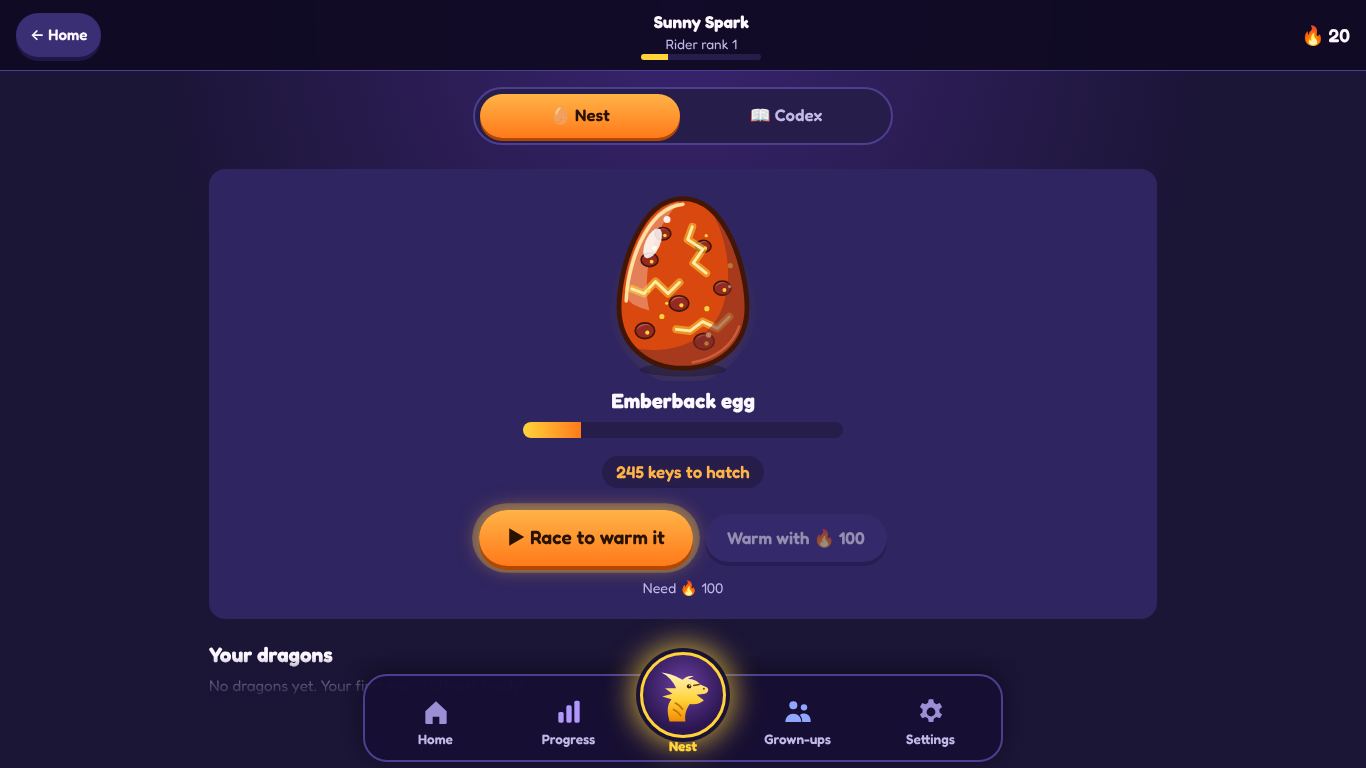 ← Home
Sunny Spark
Rider rank 1
🔥 20
🥚 Nest
📖 Codex
Emberback egg
245 keys to hatch
▶ Race to warm it
Warm with 🔥 100
Need 🔥 100
Your dragons
No dragons yet. Your
Home
Progress
Nest
Grown-ups
Settings